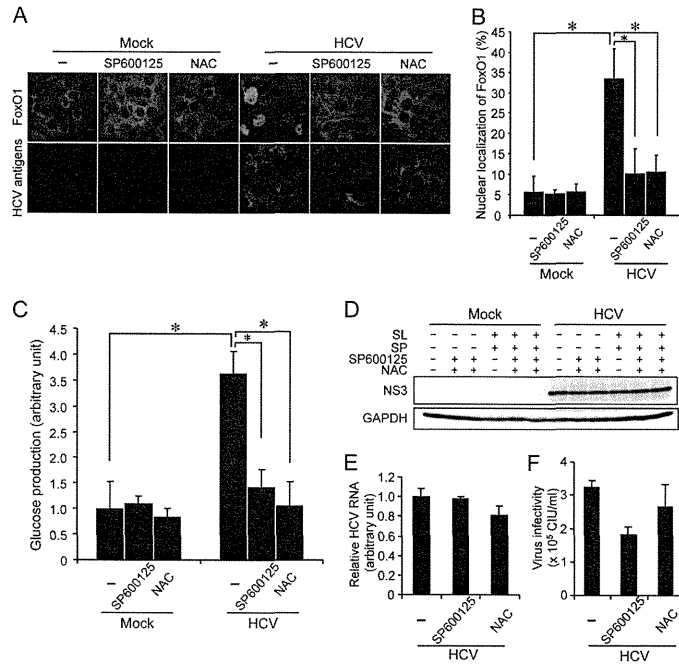 A
Mock
HCV
–
SP600125
NAC
–
SP600125
NAC
FoxO1
HCV antigens
B
Nuclear localization of FoxO1 (%)
45
40
35
30
25
20
15
10
5
0
*
*
*
–
SP600125
NAC
SP600125
NAC
Mock
HCV
C
Glucose production (arbitrary unit)
4.5
4.0
3.5
3.0
2.5
2.0
1.5
1.0
0.5
0
*
*
*
–
SP600125
NAC
–
SP600125
NAC
Mock
HCV
D
Mock
HCV
SL
SP
SP600125
NAC
NS3
GAPDH
E
Relative HCV RNA
(arbitrary unit)
1.2
1.0
0.8
0.6
0.4
0.2
0
–
SP600125
NAC
HCV
F
Virus infectivity
(x 10⁵ CIU/ml)
4
3
2
1
0
–
SP600125
NAC
HCV